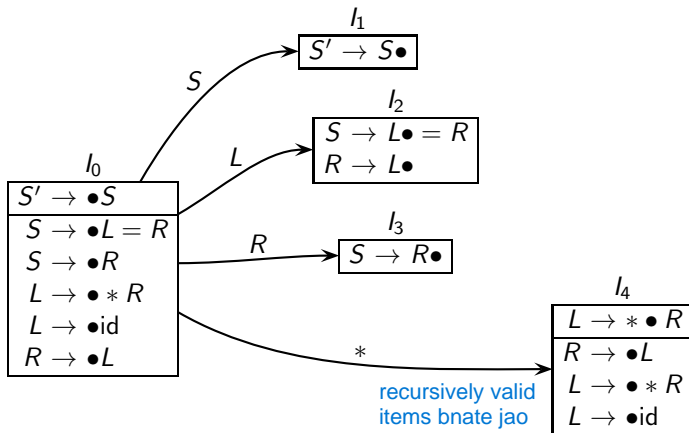 I₁
S′ → S●
S
I₂
S → L● = R
R → L●
L
I₀
S′ → ●S
S → ●L = R
S → ●R
L → ● ∗ R
L → ●id
R → ●L
R
I₃
S → R●
I₄
L → ∗ ● R
R → ●L
L → ● ∗ R
L → ●id
∗
recursively valid
items bnate jao